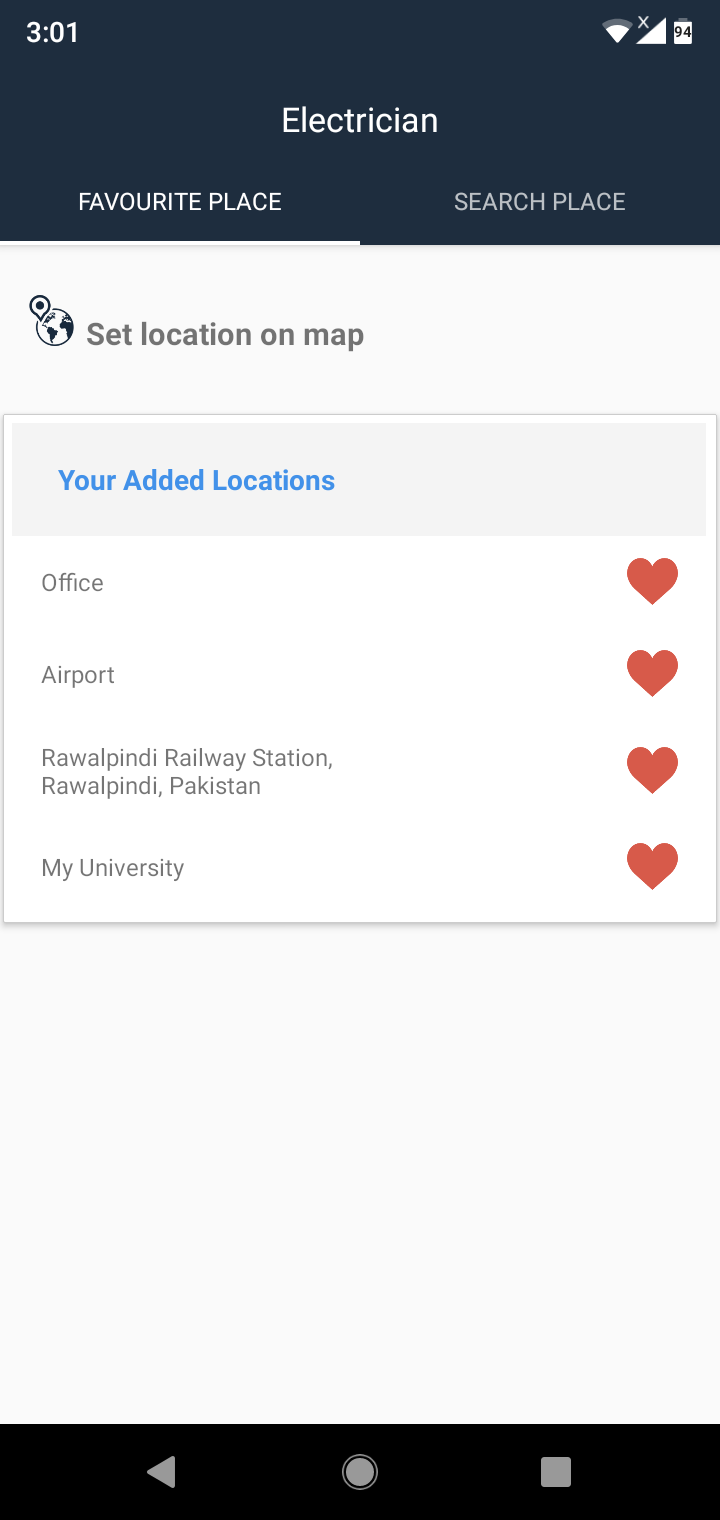 3:01
X
94
Electrician
FAVOURITE PLACE
SEARCH PLACE
Set location on map
Your Added Locations
Office
Airport
Rawalpindi Railway Station,
Rawalpindi, Pakistan
My University